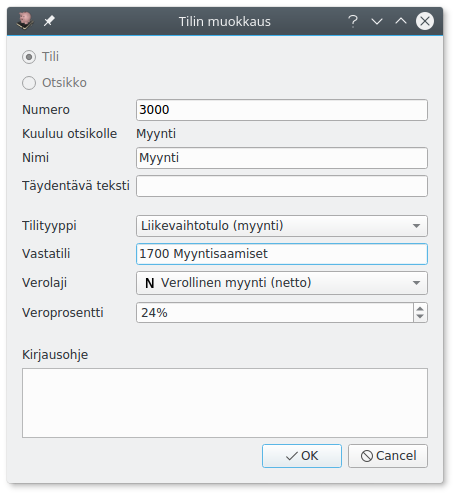 Tilin muokkaus
Tili
Otsikko
Numero 3000
Kuuluu otsikolle Myynti
Nimi Myynti
Täydentävä teksti
Tilityyppi Liikevaihtotulo (myynti)
Vastatili 1700 Myyntisaamiset
Verolaji N Verollinen myynti (netto)
Veroprosentti 24%
Kirjausohje
OK Cancel